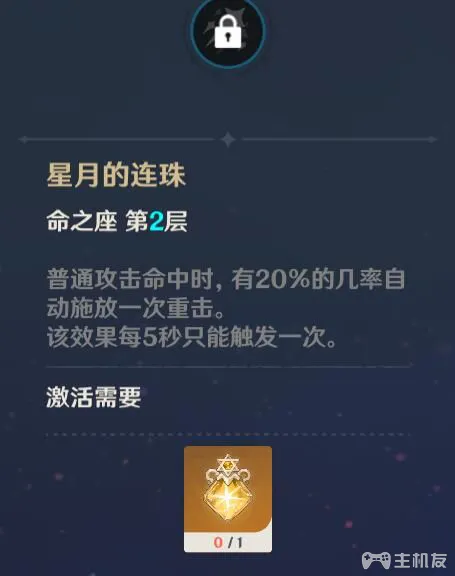 星月的连珠
命之座 第2层
普通攻击命中时, 有20%的几率自
动施放一次重击。
该效果每5秒只能触发一次。
激活需要
0 / 1
主机友